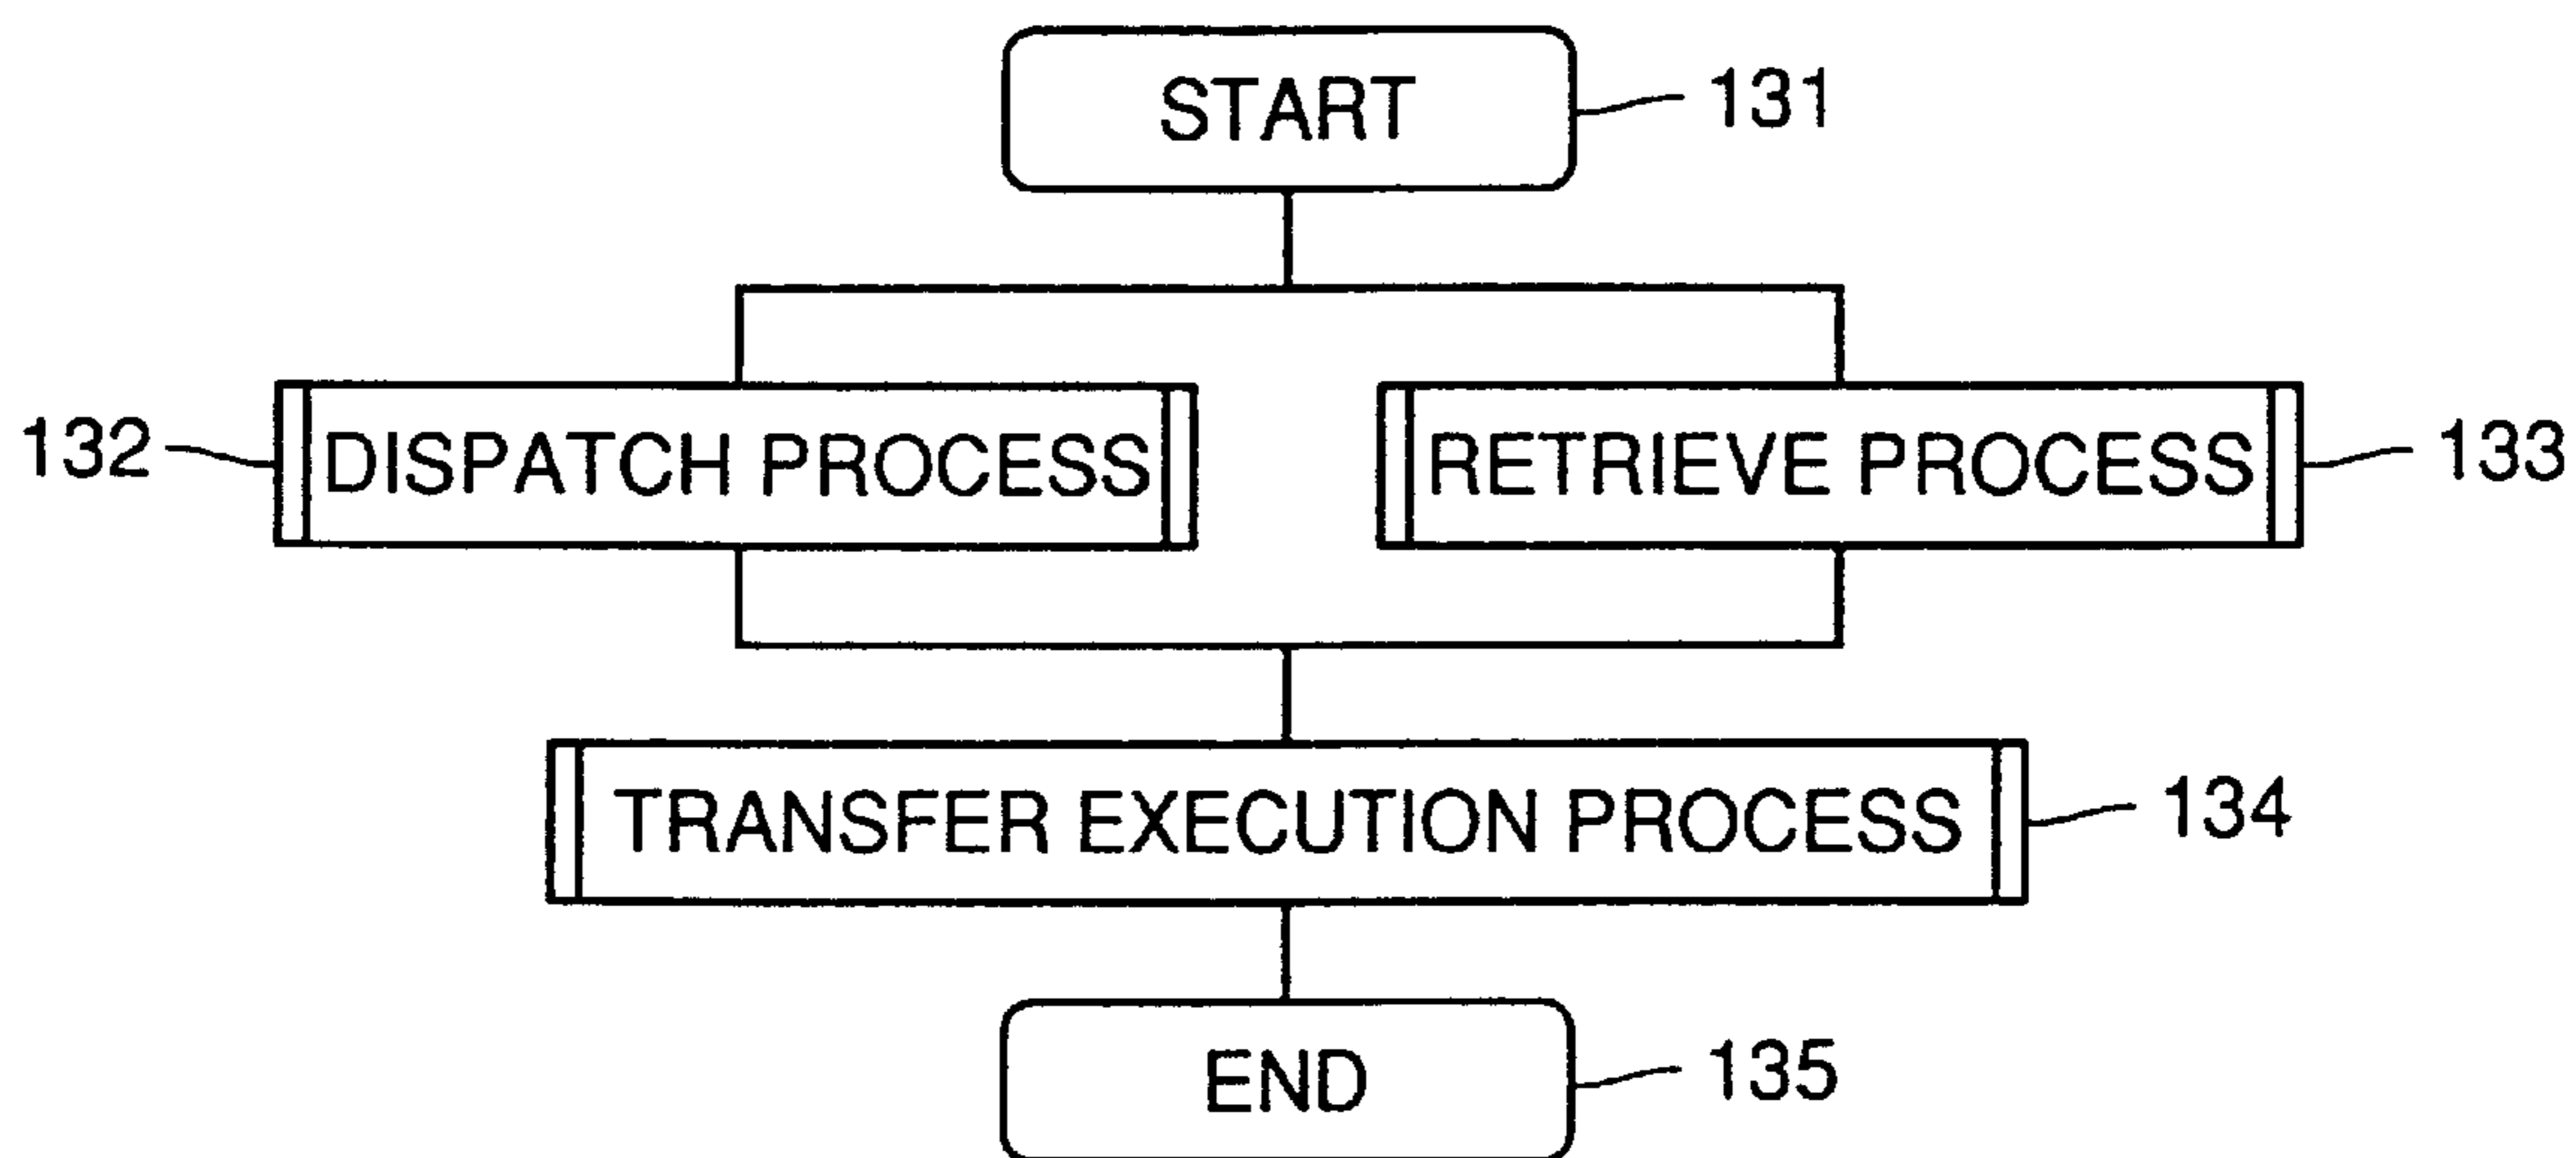 START
131
132
DISPATCH PROCESS
RETRIEVE PROCESS
133
TRANSFER EXECUTION PROCESS
134
END
135